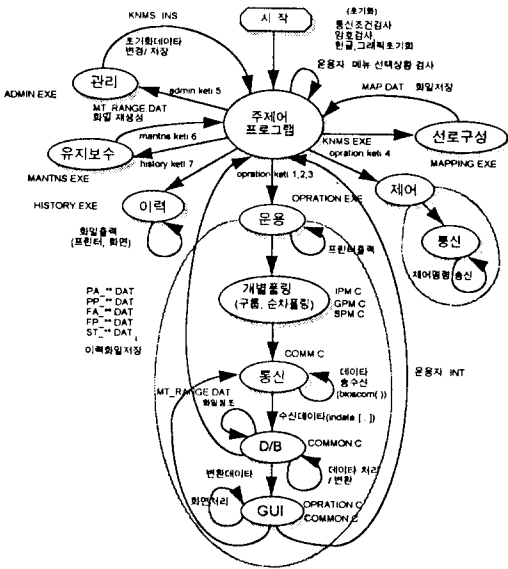 KNMS INS
시 작
(초기화)
통신조건검사
암호검사,
한글,그래픽초기화
초기화데이타
변경/ 저장
운용자 메뉴 선택상황 검사
관리
admin keti 5
MAP.DAT 화일저장
ADMIN.EXE
MT_RANGE.DAT
화일 재생성
주제어
프로그램
mantns keti 6
KNMS EXE
opration keti 4
선로구성
유지보수
history keti 7
MAPPING EXE
MANTNS EXE
opration keti 1,2,3
제어
HISTORY.EXE
이력
OPRATION EXE
운용
통신
화일출력
(프린터, 화면)
프린터출력
제어명령 송신
PA_** DAT
PP_** DAT
FA_** DAT
FP_** DAT
ST_** DAT
이력화일저장
개별폴링
(구룹, 순차폴링)
IPM C
GPM C
SPM C
COMM.C
통신
데이타
송수신
(bioscom( ))
운용자 INT
MT_RANGE.DAT
화일참조
수신데이타(indata [ . ] )
D/B
COMMON C
변환데이타
데이타 처리
/ 변환
화면처리
GUI
OPRATION C
COMMON C